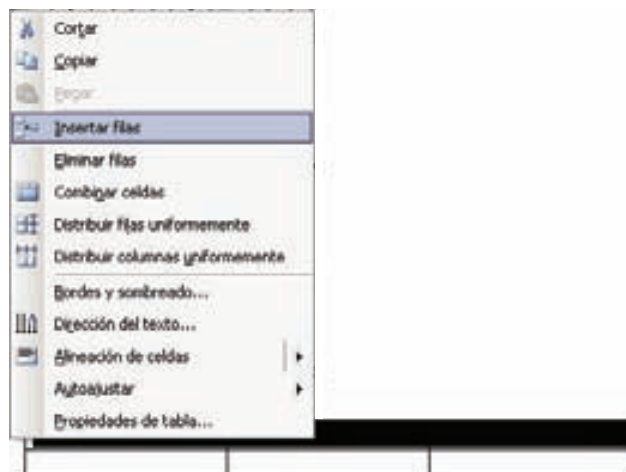 Cortar
Copiar
Pegar
Insertar filas
Eliminar filas
Combinar celdas
Distribuir filas uniformemente
Distribuir columnas uniformemente
Bordes y sombreado...
Dirección del texto...
Alineación de celdas
Autoajustar
Propiedades de tabla...